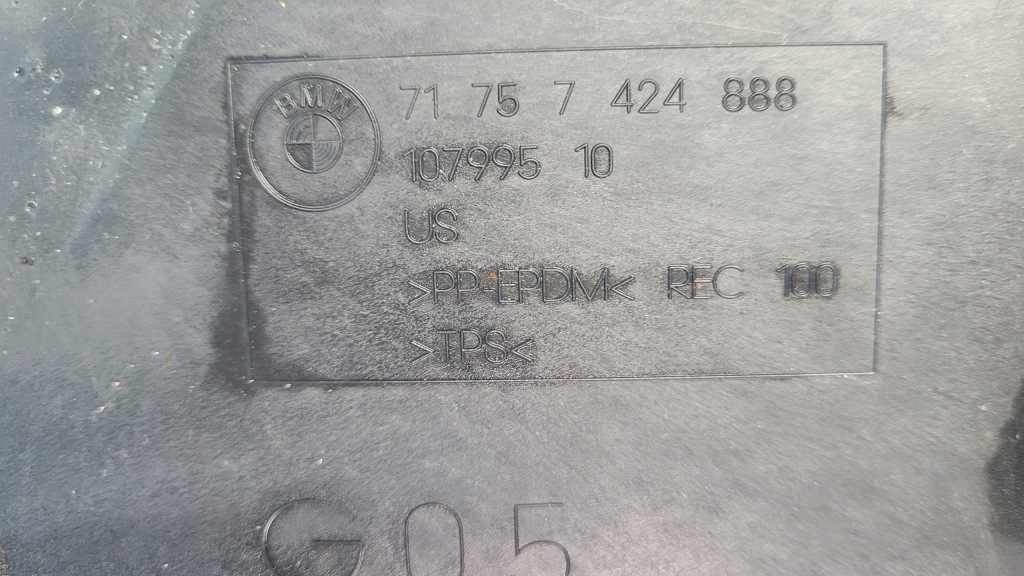 BMW
71 75 7 424 888
107995 10
US
>PP-EPDM< REC 100
>TPS<
G05